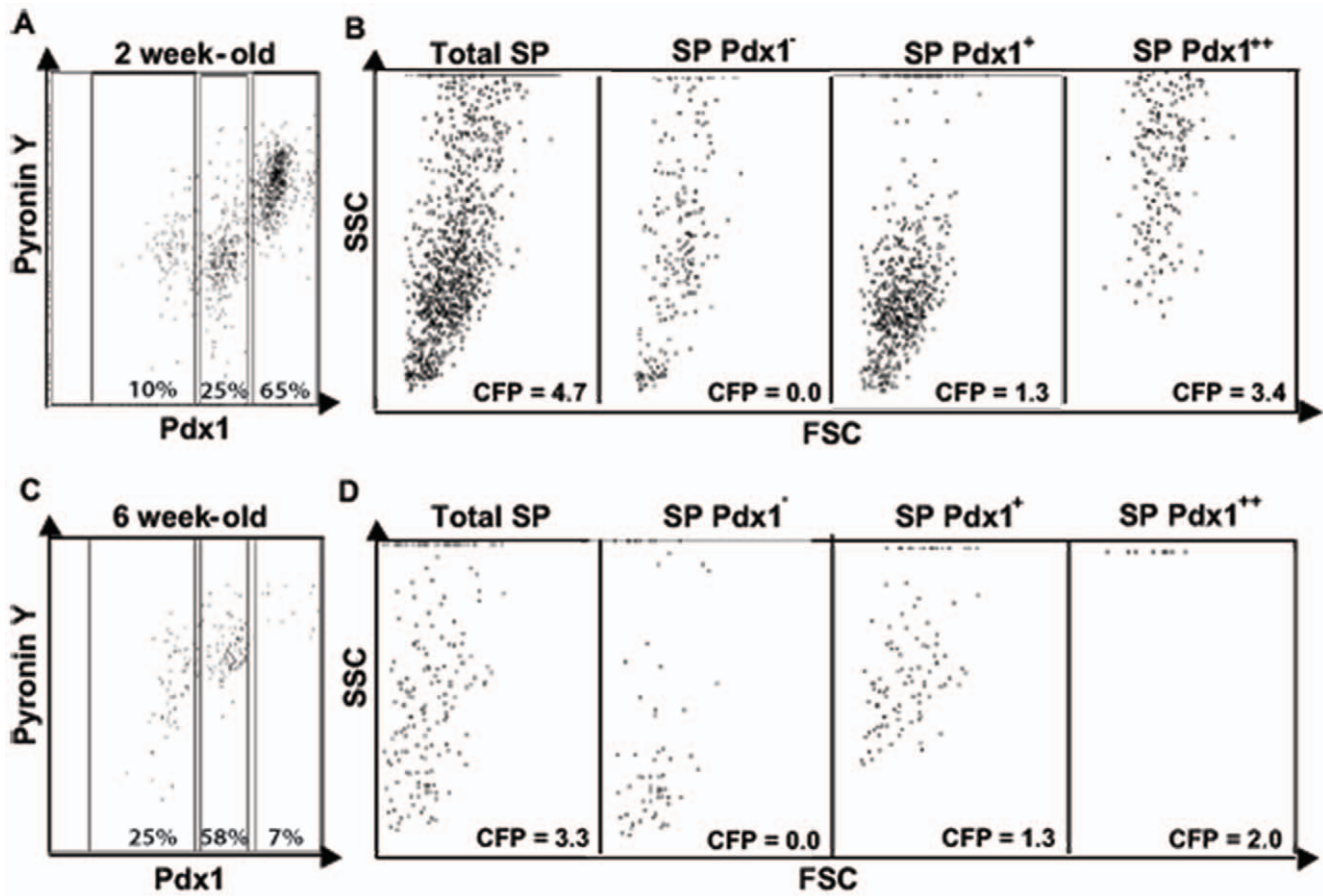 A
2 week-old
Pyronin Y
10% 25% 65%
Pdx1
B
Total SP SP Pdx1⁻ SP Pdx1⁺ SP Pdx1⁺⁺
SSC
CFP = 4.7 CFP = 0.0 CFP = 1.3 CFP = 3.4
FSC
C
6 week-old
Pyronin Y
25% 58% 7%
Pdx1
D
Total SP SP Pdx1⁻ SP Pdx1⁺ SP Pdx1⁺⁺
SSC
CFP = 3.3 CFP = 0.0 CFP = 1.3 CFP = 2.0
FSC